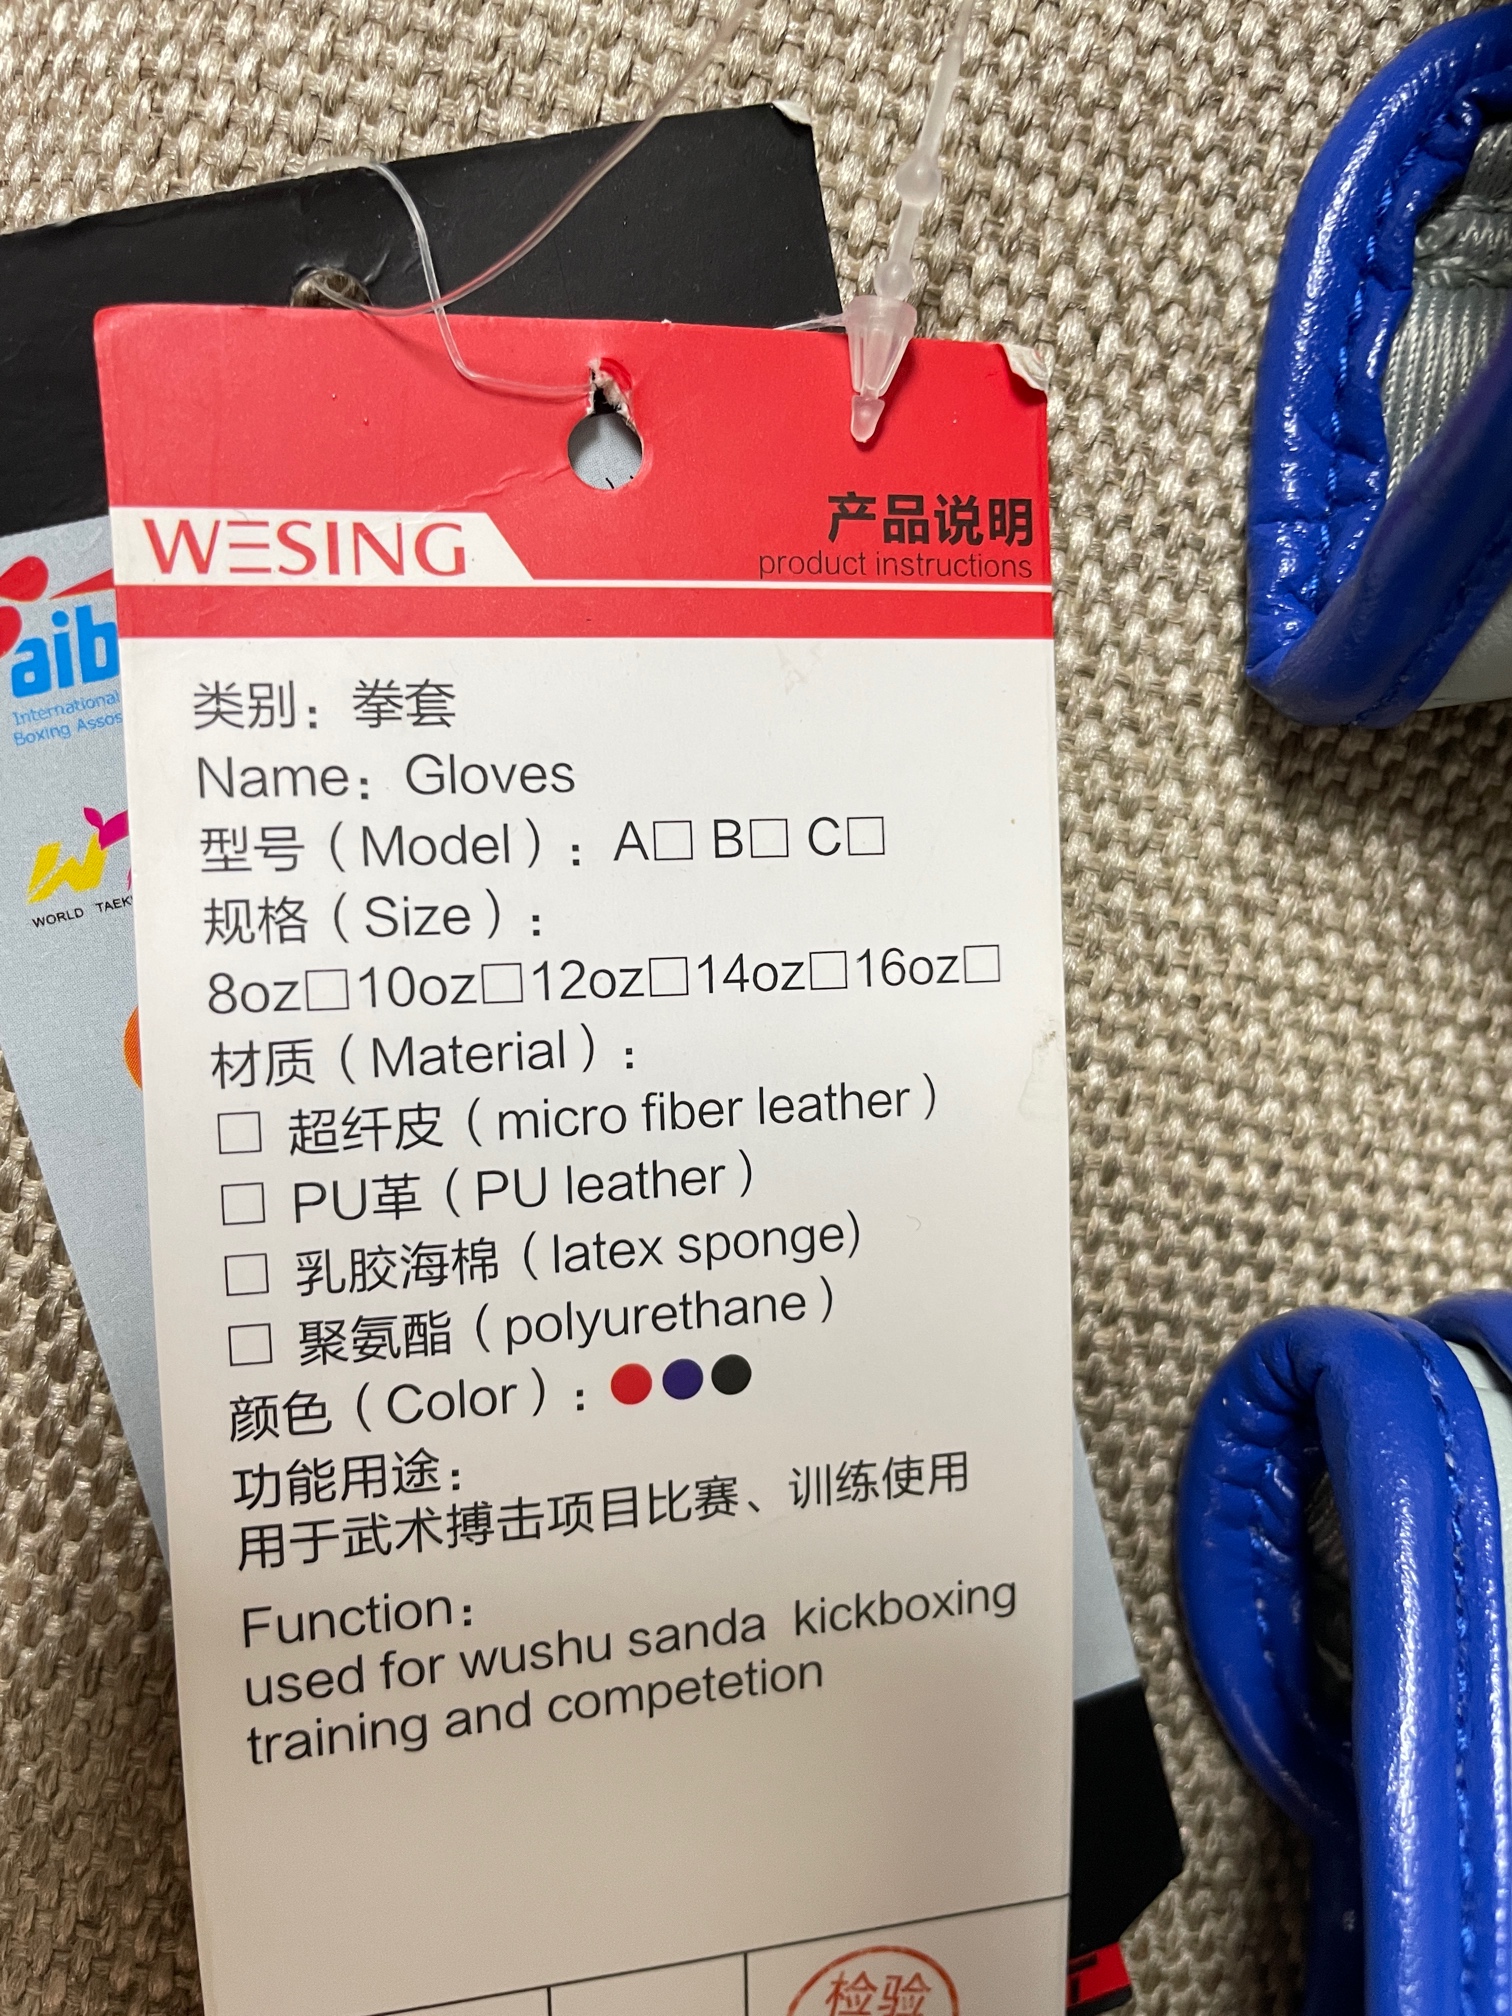 WESING
产品说明
product instructions
类别：拳套
Name：Gloves
型号（Model）：A□ B□ C□
规格（Size）：
8oz□10oz□12oz□14oz□16oz□
材质（Material）：
□ 超纤皮（micro fiber leather）
□ PU革（PU leather）
□ 乳胶海棉（latex sponge)
□ 聚氨酯（polyurethane）
颜色（Color）：
功能用途：
用于武术搏击项目比赛、训练使用
Function：
used for wushu sanda kickboxing
training and competetion
检验
aib
International
Boxing Assos
WORLD TAEK